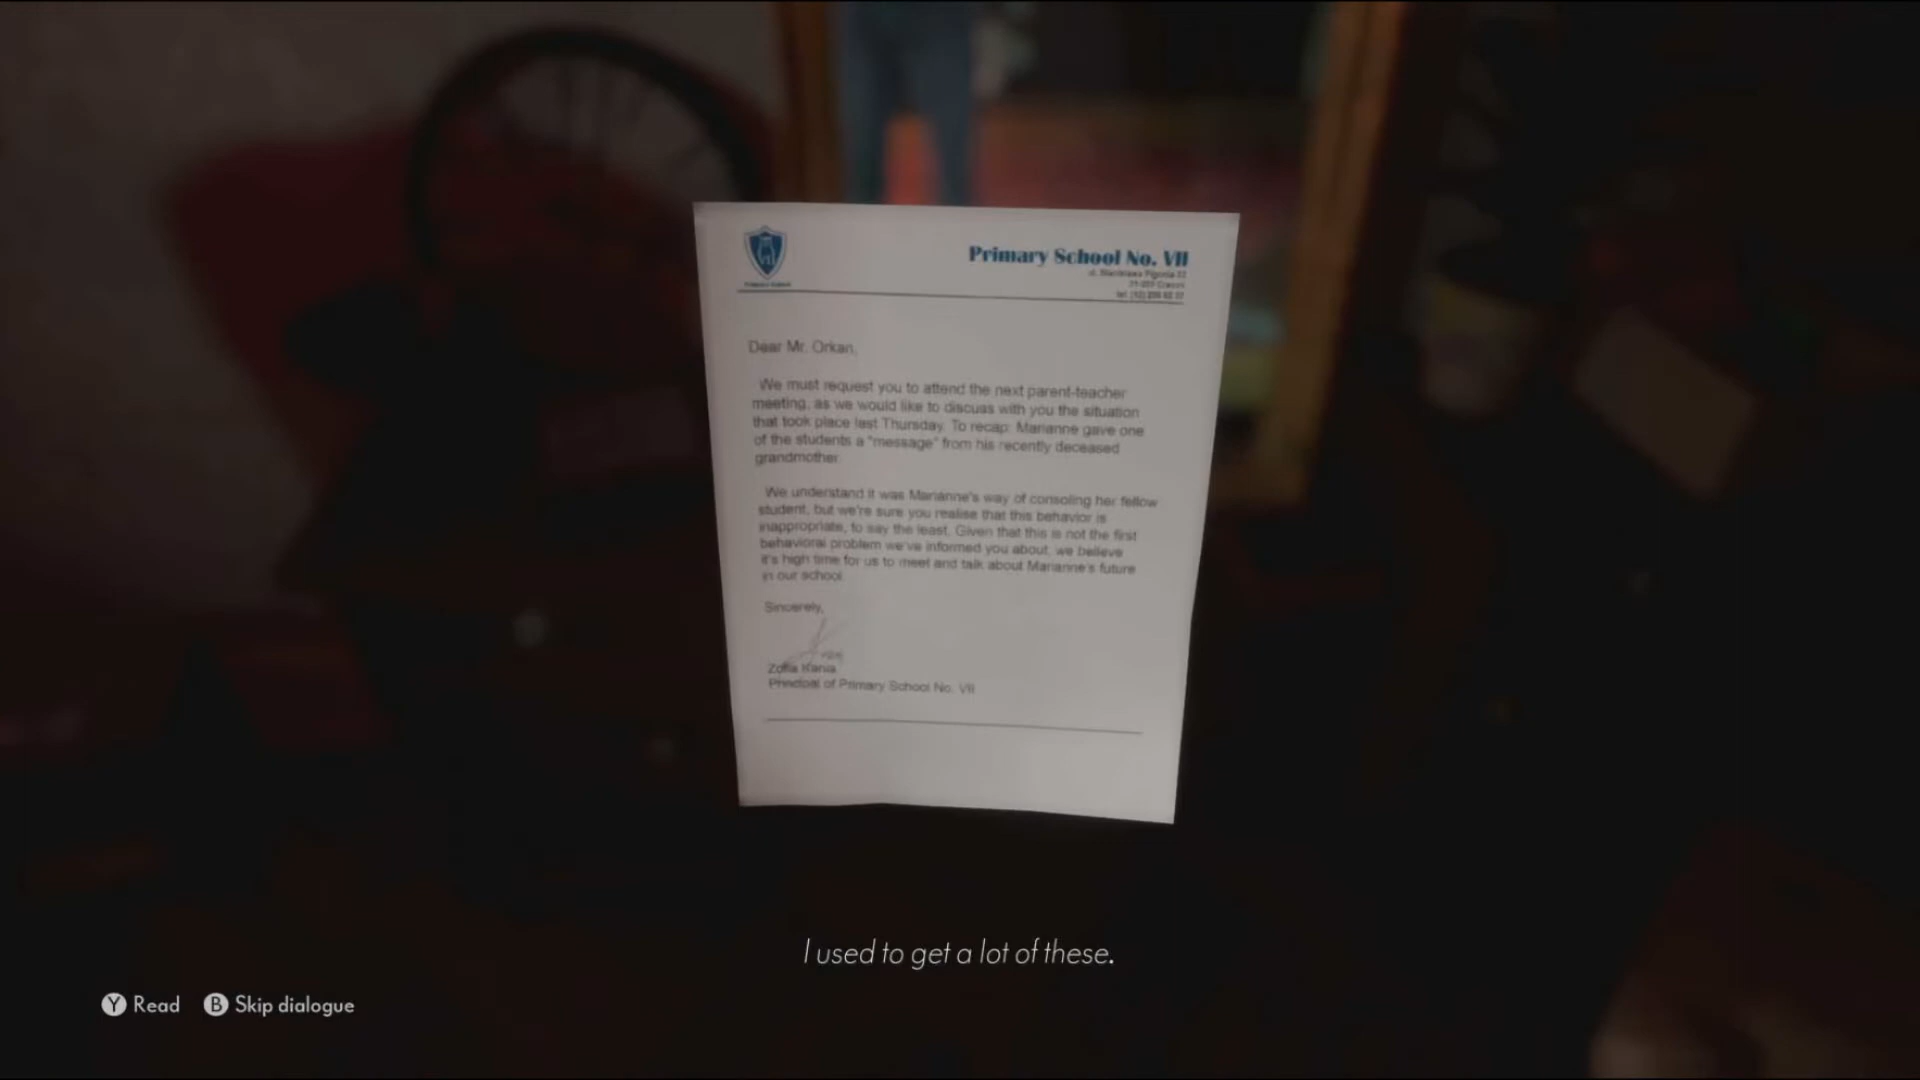 Primary School No. VII
Dear Mr. Orkan,
We must request you to attend the next parent-teacher
meeting, as we would like to discuss with you the situation
that took place last Thursday. To recap: Marianne gave one
of the students a "message" from his recently deceased
grandmother.
We understand it was Marianne's way of consoling her fellow
student, but we're sure you realise that this behavior is
inappropriate, to say the least. Given that this is not the first
behavioral problem we've informed you about, we believe
it's high time for us to meet and talk about Marianne's future
in our school.
Sincerely,
Zofia Kania
Principal of Primary School No. VII
I used to get a lot of these.
Y Read B Skip dialogue